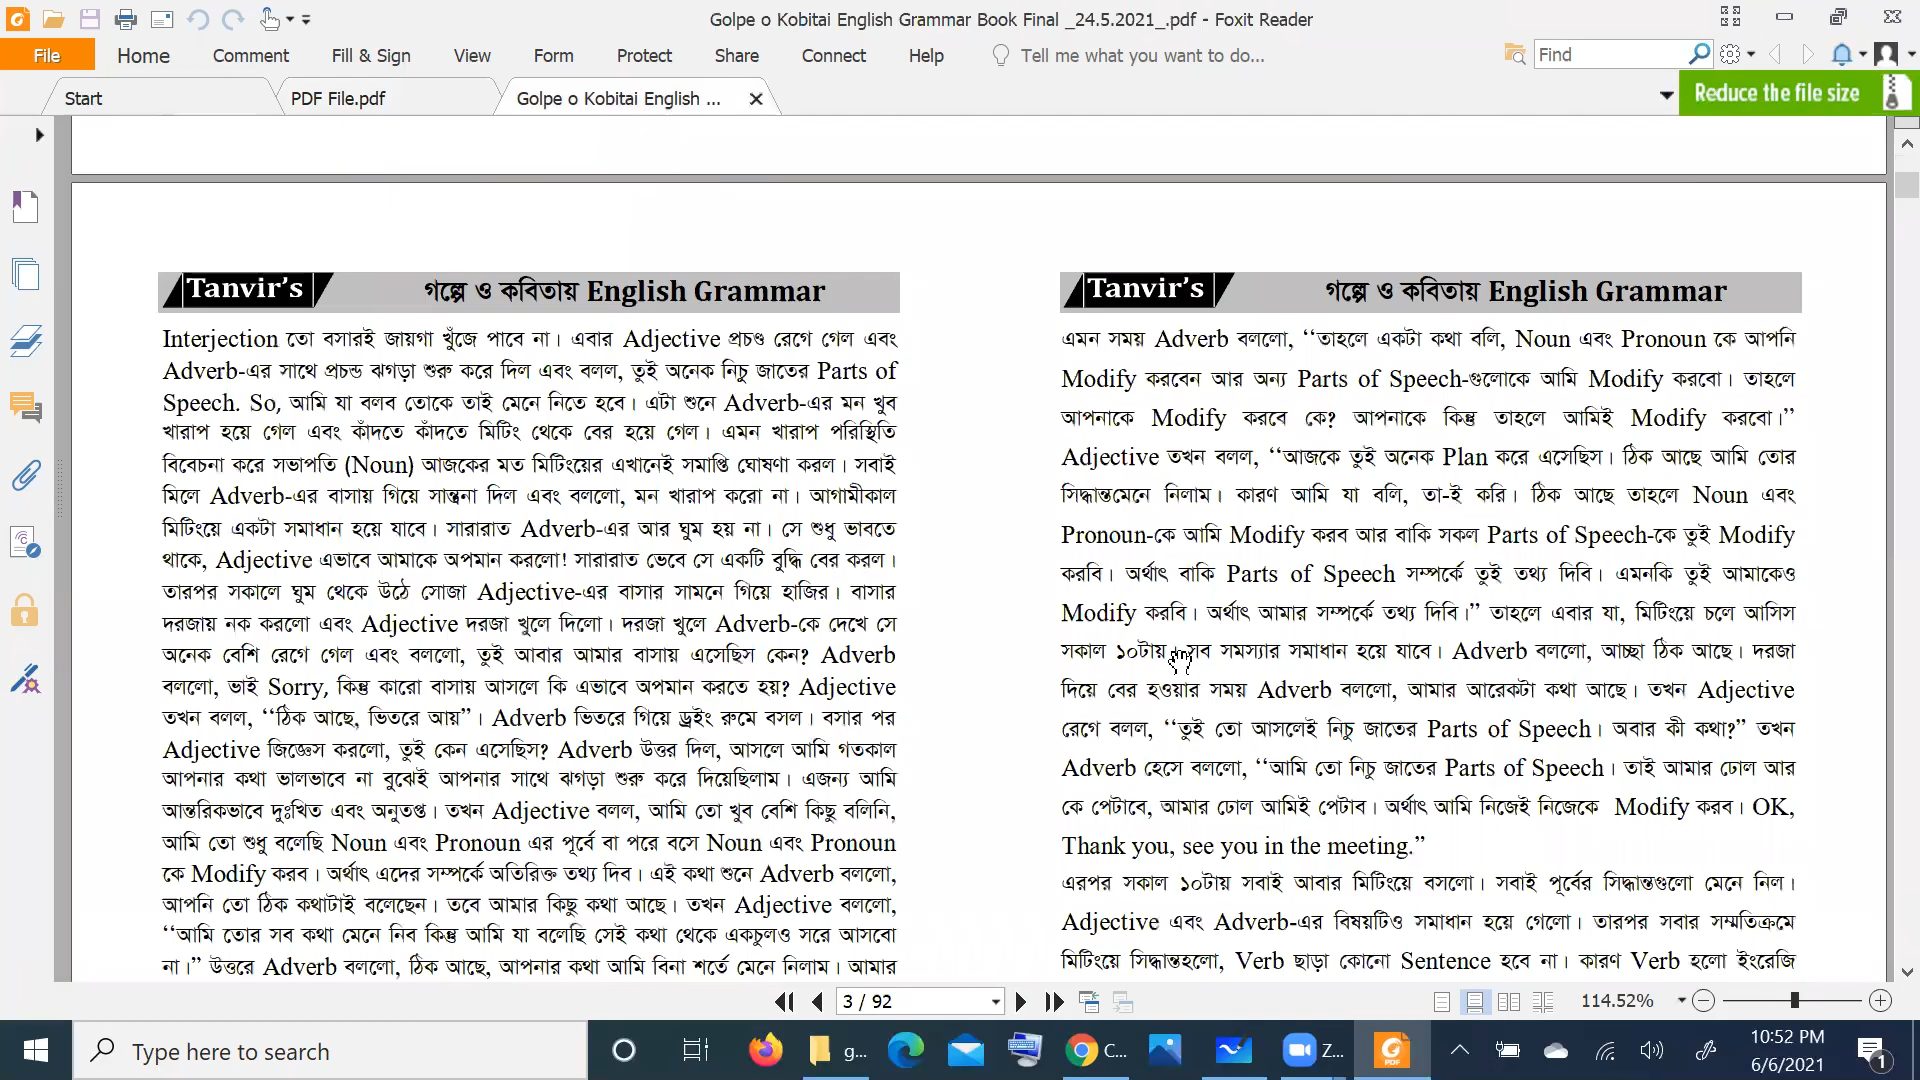 Golpe o Kobitai English Grammar Book Final _24.5.2021_.pdf - Foxit Reader
File Home Comment Fill & Sign View Form Protect Share Connect Help Tell me what you want to do... Find
Start PDF File.pdf Golpe o Kobitai English ... Reduce the file size
Tanvir's গল্পে ও কবিতায় English Grammar
Interjection তো বসারই জায়গা খুঁজে পাবে না। এবার Adjective প্রচণ্ড রেগে গেল এবং
Adverb-এর সাথে প্রচন্ড ঝগড়া শুরু করে দিল এবং বলল, তুই অনেক নিচু জাতের Parts of
Speech. So, আমি যা বলব তোকে তাই মেনে নিতে হবে। এটা শুনে Adverb-এর মন খুব
খারাপ হয়ে গেল এবং কাঁদতে কাঁদতে মিটিং থেকে বের হয়ে গেল। এমন খারাপ পরিস্থিতি
বিবেচনা করে সভাপতি (Noun) আজকের মত মিটিংয়ের এখানেই সমাপ্তি ঘোষণা করল। সবাই
মিলে Adverb-এর বাসায় গিয়ে সান্ত্বনা দিল এবং বললো, মন খারাপ করো না। আগামীকাল
মিটিংয়ে একটা সমাধান হয়ে যাবে। সারারাত Adverb-এর আর ঘুম হয় না। সে শুধু ভাবতে
থাকে, Adjective এভাবে আমাকে অপমান করলো! সারারাত ভেবে সে একটি বুদ্ধি বের করল।
তারপর সকালে ঘুম থেকে উঠে সোজা Adjective-এর বাসার সামনে গিয়ে হাজির। বাসার
দরজায় নক করলো এবং Adjective দরজা খুলে দিলো। দরজা খুলে Adverb-কে দেখে সে
অনেক বেশি রেগে গেল এবং বললো, তুই আবার আমার বাসায় এসেছিস কেন? Adverb
বললো, ভাই Sorry, কিন্তু কারো বাসায় আসলে কি এভাবে অপমান করতে হয়? Adjective
তখন বলল, ‘‘ঠিক আছে, ভিতরে আয়”। Adverb ভিতরে গিয়ে ড্রইং রুমে বসল। বসার পর
Adjective জিজ্ঞেস করলো, তুই কেন এসেছিস? Adverb উত্তর দিল, আসলে আমি গতকাল
আপনার কথা ভালভাবে না বুঝেই আপনার সাথে ঝগড়া শুরু করে দিয়েছিলাম। এজন্য আমি
আন্তরিকভাবে দুঃখিত এবং অনুতপ্ত। তখন Adjective বলল, আমি তো খুব বেশি কিছু বলিনি,
আমি তো শুধু বলেছি Noun এবং Pronoun এর পূর্বে বা পরে বসে Noun এবং Pronoun
কে Modify করব। অর্থাৎ এদের সম্পর্কে অতিরিক্ত তথ্য দিব। এই কথা শুনে Adverb বললো,
আপনি তো ঠিক কথাটাই বলেছেন। তবে আমার কিছু কথা আছে। তখন Adjective বললো,
‘‘আমি তোর সব কথা মেনে নিব কিন্তু আমি যা বলেছি সেই কথা থেকে একচুলও সরে আসবো
না।” উত্তরে Adverb বললো, ঠিক আছে, আপনার কথা আমি বিনা শর্তে মেনে নিলাম। আমার
Tanvir's গল্পে ও কবিতায় English Grammar
এমন সময় Adverb বললো, ‘‘তাহলে একটা কথা বলি, Noun এবং Pronoun কে আপনি
Modify করবেন আর অন্য Parts of Speech-গুলোকে আমি Modify করবো। তাহলে
আপনাকে Modify করবে কে? আপনাকে কিন্তু তাহলে আমিই Modify করবো।”
Adjective তখন বলল, ‘‘আজকে তুই অনেক Plan করে এসেছিস। ঠিক আছে আমি তোর
সিদ্ধান্তমেনে নিলাম। কারণ আমি যা বলি, তা-ই করি। ঠিক আছে তাহলে Noun এবং
Pronoun-কে আমি Modify করব আর বাকি সকল Parts of Speech-কে তুই Modify
করবি। অর্থাৎ বাকি Parts of Speech সম্পর্কে তুই তথ্য দিবি। এমনকি তুই আমাকেও
Modify করবি। অর্থাৎ আমার সম্পর্কে তথ্য দিবি।” তাহলে এবার যা, মিটিংয়ে চলে আসিস
সকাল ১০টায় সব সমস্যার সমাধান হয়ে যাবে। Adverb বললো, আচ্ছা ঠিক আছে। দরজা
দিয়ে বের হওয়ার সময় Adverb বললো, আমার আরেকটা কথা আছে। তখন Adjective
রেগে বলল, ‘‘তুই তো আসলেই নিচু জাতের Parts of Speech। অবার কী কথা?” তখন
Adverb হেসে বললো, ‘‘আমি তো নিচু জাতের Parts of Speech। তাই আমার ঢোল আর
কে পেটাবে, আমার ঢোল আমিই পেটাব। অর্থাৎ আমি নিজেই নিজেকে Modify করব। OK,
Thank you, see you in the meeting.”
এরপর সকাল ১০টায় সবাই আবার মিটিংয়ে বসলো। সবাই পূর্বের সিদ্ধান্তগুলো মেনে নিল।
Adjective এবং Adverb-এর বিষয়টিও সমাধান হয়ে গেলো। তারপর সবার সম্মতিক্রমে
মিটিংয়ে সিদ্ধান্তহলো, Verb ছাড়া কোনো Sentence হবে না। কারণ Verb হলো ইংরেজি
3 / 92 114.52%
Type here to search g... C... Z... 10:52 PM
6/6/2021 1